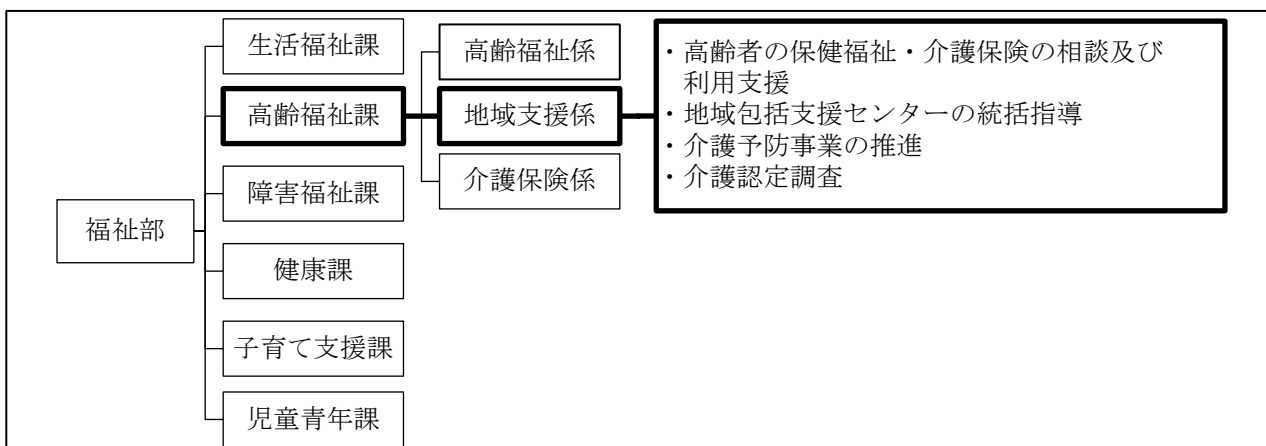 福祉部
生活福祉課
高齢福祉課
障害福祉課
健康課
子育て支援課
児童青年課
高齢福祉係
地域支援係
介護保険係
・高齢者の保健福祉・介護保険の相談及び
利用支援
・地域包括支援センターの統括指導
・介護予防事業の推進
・介護認定調査